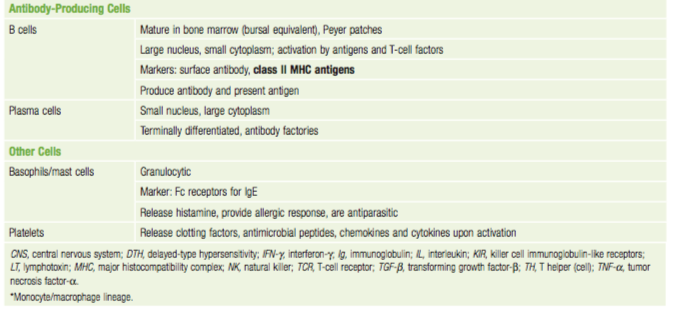 Antibody-Producing Cells
B cells Mature in bone marrow (bursal equivalent), Peyer patches
Large nucleus, small cytoplasm; activation by antigens and T-cell factors
Markers: surface antibody, class II MHC antigens
Produce antibody and present antigen
Plasma cells Small nucleus, large cytoplasm
Terminally differentiated, antibody factories
Other Cells
Basophils/mast cells Granulocytic
Marker: Fc receptors for IgE
Release histamine, provide allergic response, are antiparasitic
Platelets Release clotting factors, antimicrobial peptides, chemokines and cytokines upon activation
CNS, central nervous system; DTH, delayed-type hypersensitivity; IFN-γ, interferon-γ; Ig, immunoglobulin; IL, interleukin; KIR, killer cell immunoglobulin-like receptors;
LT, lymphotoxin; MHC, major histocompatibility complex; NK, natural killer; TCR, T-cell receptor; TGF-β, transforming growth factor-β; TH, T helper (cell); TNF-α, tumor
necrosis factor-α.
*Monocyte/macrophage lineage.